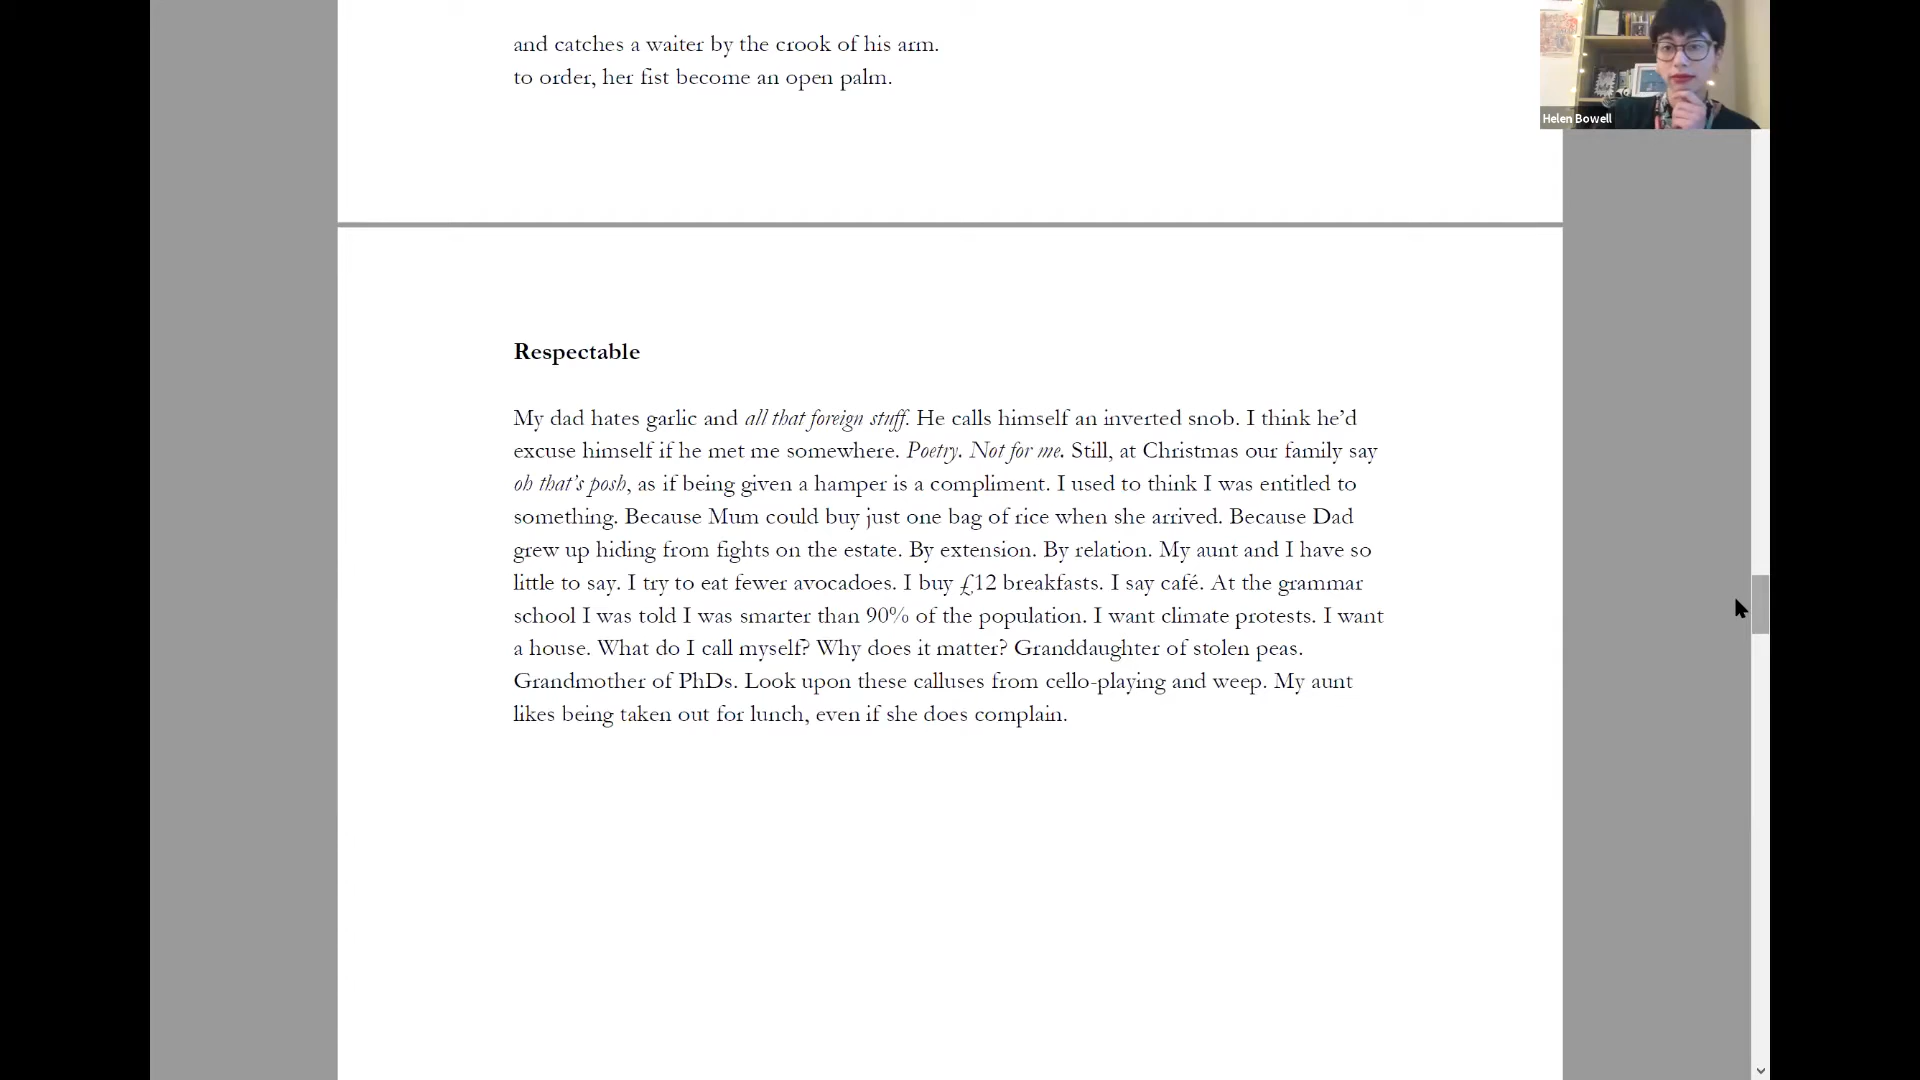 and catches a waiter by the crook of his arm.
to order, her fist become an open palm.
Helen Bowell
Respectable
My dad hates garlic and all that foreign stuff. He calls himself an inverted snob. I think he’d
excuse himself if he met me somewhere. Poetry. Not for me. Still, at Christmas our family say
oh that’s posh, as if being given a hamper is a compliment. I used to think I was entitled to
something. Because Mum could buy just one bag of rice when she arrived. Because Dad
grew up hiding from fights on the estate. By extension. By relation. My aunt and I have so
little to say. I try to eat fewer avocadoes. I buy £12 breakfasts. I say café. At the grammar
school I was told I was smarter than 90% of the population. I want climate protests. I want
a house. What do I call myself? Why does it matter? Granddaughter of stolen peas.
Grandmother of PhDs. Look upon these calluses from cello-playing and weep. My aunt
likes being taken out for lunch, even if she does complain.